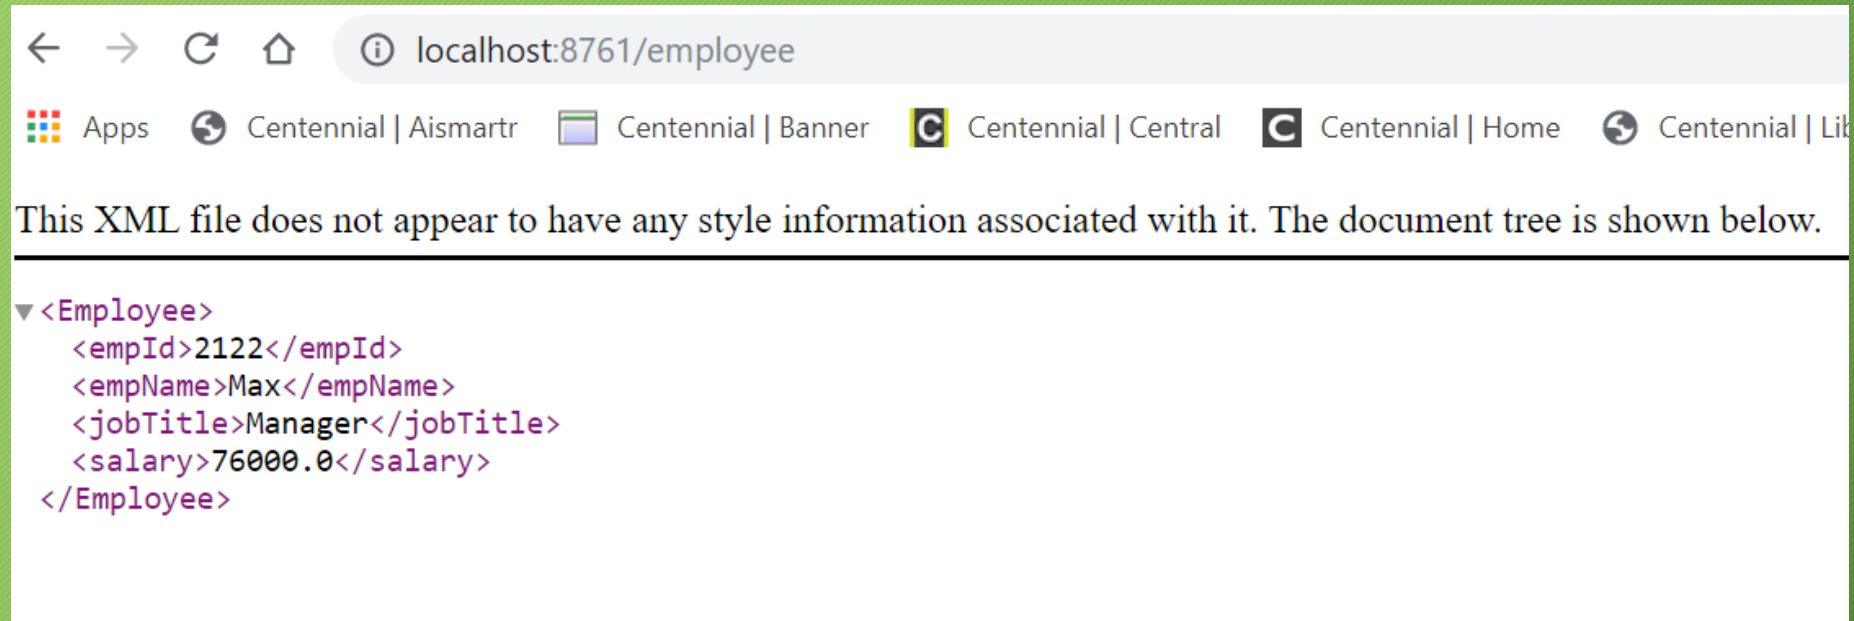 localhost:8761/employee
Apps Centennial | Aismartr Centennial | Banner Centennial | Central Centennial | Home Centennial | Lib
This XML file does not appear to have any style information associated with it. The document tree is shown below.
<Employee>
<empId>2122</empId>
<empName>Max</empName>
<jobTitle>Manager</jobTitle>
<salary>76000.0</salary>
</Employee>